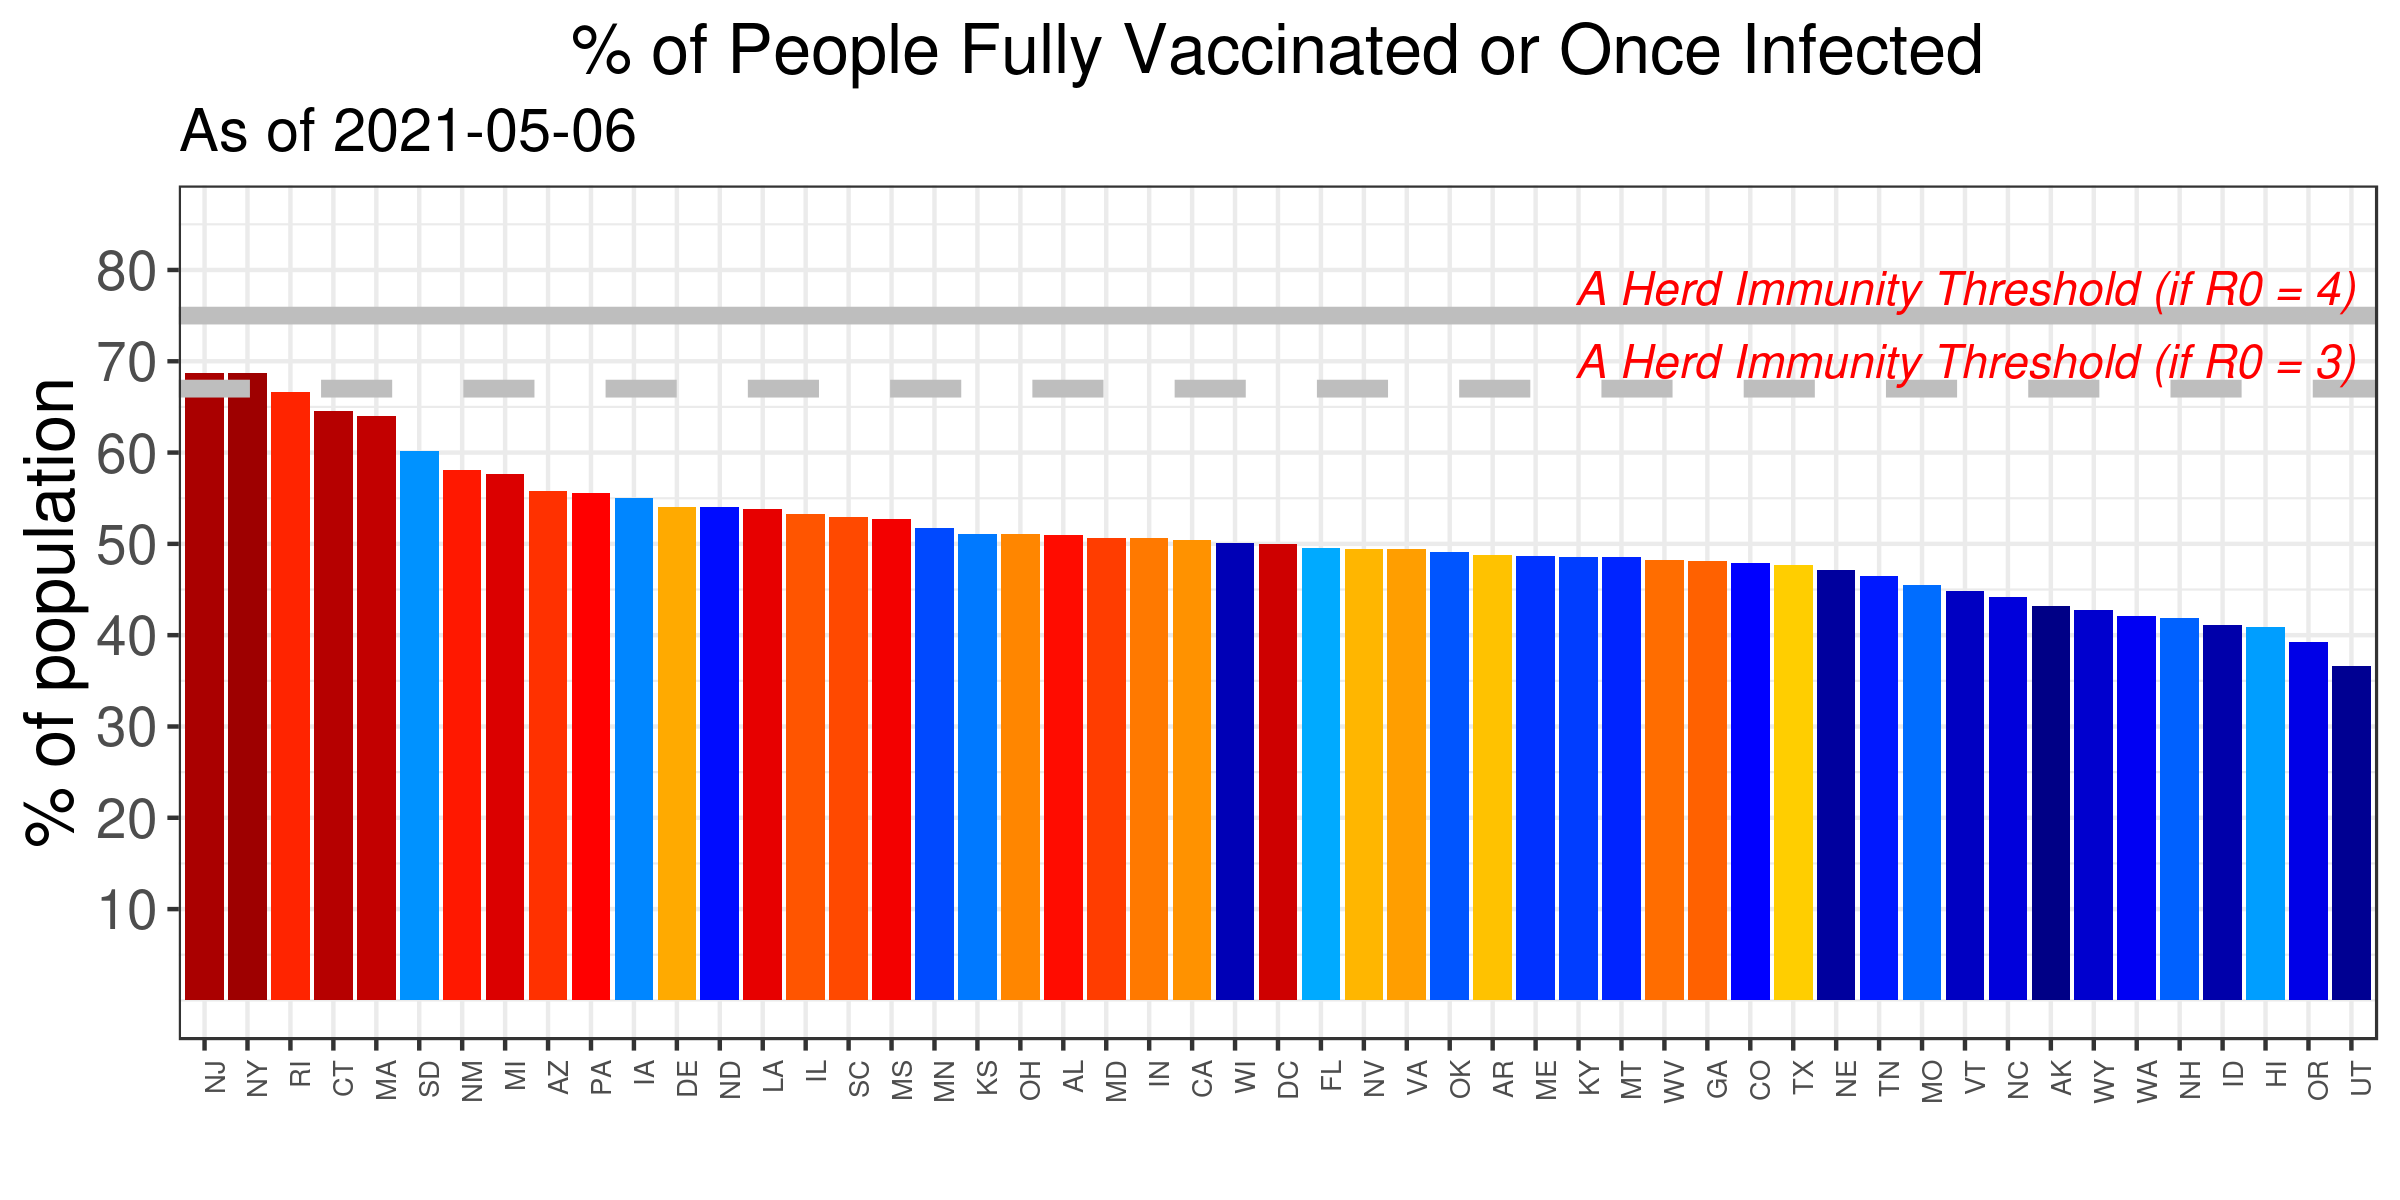 % of People Fully Vaccinated or Once Infected
As of 2021-05-06
% of population
80
70
60
50
40
30
20
10
A Herd Immunity Threshold (if R0 = 4)
A Herd Immunity Threshold (if R0 = 3)
NJ NY RI CT MA SD NM MI AZ PA IA DE ND LA IL SC MS MN KS OH AL MD IN CA WI DC FL NV VA OK AR ME KY MT WV GA CO TX NE TN MO VT NC AK WY WA NH ID HI OR UT